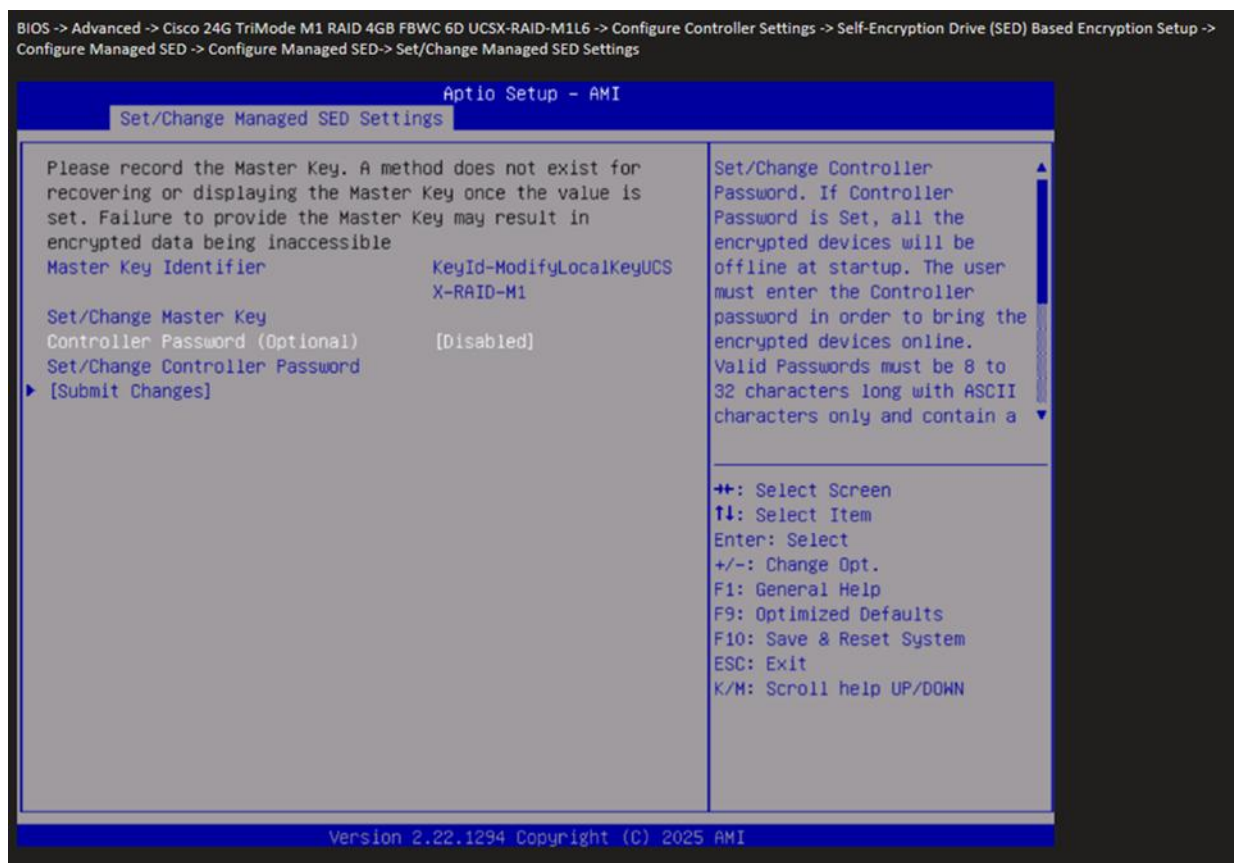 BIOS -> Advanced -> Cisco 24G TriMode M1 RAID 4GB FBWC 6D UCSX-RAID-M1L6 -> Configure Controller Settings -> Self-Encryption Drive (SED) Based Encryption Setup ->
Configure Managed SED -> Configure Managed SED-> Set/Change Managed SED Settings
Aptio Setup – AMI
Set/Change Managed SED Settings
Please record the Master Key. A method does not exist for
recovering or displaying the Master Key once the value is
set. Failure to provide the Master Key may result in
encrypted data being inaccessible
Master Key Identifier KeyId-ModifyLocalKeyUCS
X-RAID-M1
Set/Change Master Key
Controller Password (Optional) [Disabled]
Set/Change Controller Password
[Submit Changes]
Set/Change Controller
Password. If Controller
Password is Set, all the
encrypted devices will be
offline at startup. The user
must enter the Controller
password in order to bring the
encrypted devices online.
Valid Passwords must be 8 to
32 characters long with ASCII
characters only and contain a
→←: Select Screen
↑↓: Select Item
Enter: Select
+/-: Change Opt.
F1: General Help
F9: Optimized Defaults
F10: Save & Reset System
ESC: Exit
K/M: Scroll help UP/DOWN
Version 2.22.1294 Copyright (C) 2025 AMI